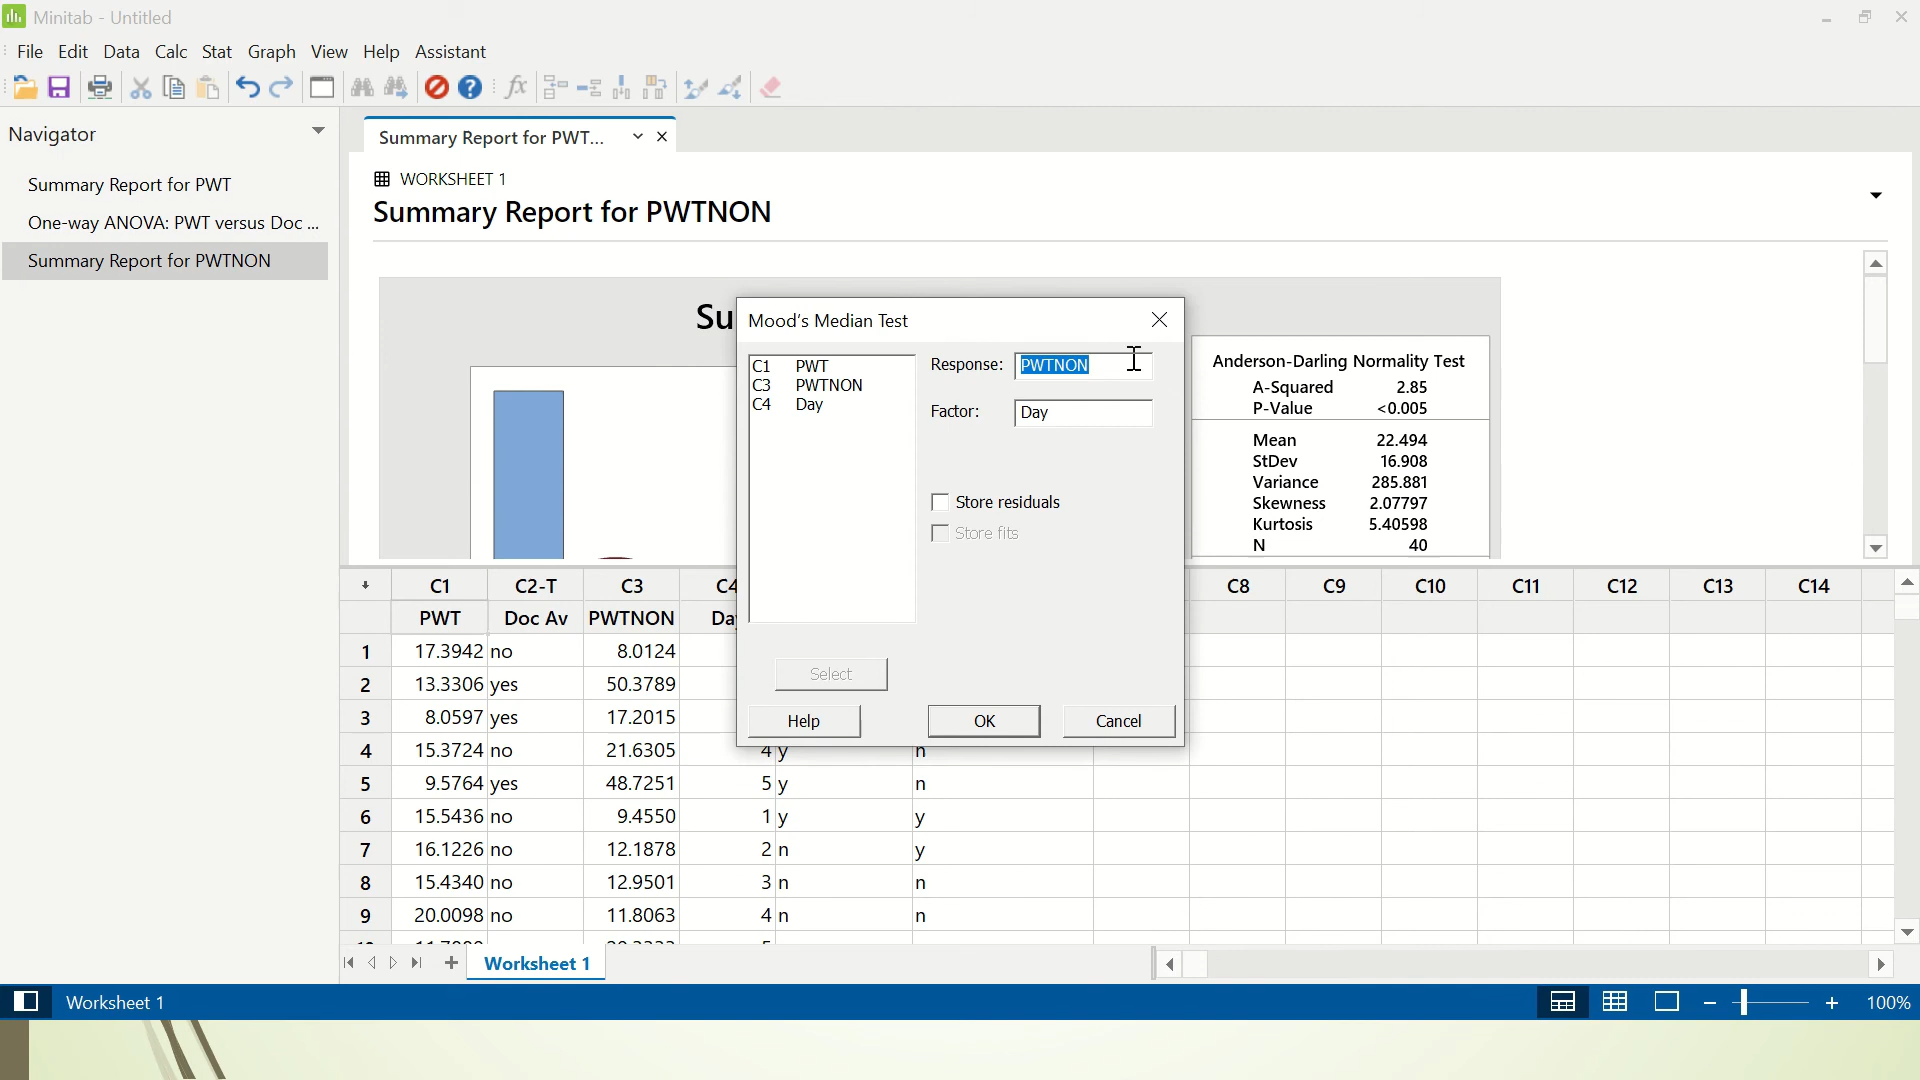 Minitab - Untitled
File Edit Data Calc Stat Graph View Help Assistant
Navigator
Summary Report for PWT
One-way ANOVA: PWT versus Doc ...
Summary Report for PWTNON
Summary Report for PWT...
WORKSHEET 1
Summary Report for PWTNON
Su
Mood's Median Test
C1 PWT
C3 PWTNON
C4 Day
Response: PWTNON
Factor: Day
Store residuals
Store fits
Select
Help OK Cancel
Anderson-Darling Normality Test
A-Squared 2.85
P-Value <0.005
Mean 22.494
StDev 16.908
Variance 285.881
Skewness 2.07797
Kurtosis 5.40598
N 40
C1 C2-T C3 C4 C8 C9 C10 C11 C12 C13 C14
PWT Doc Av PWTNON Da
1 17.3942 no 8.0124
2 13.3306 yes 50.3789
3 8.0597 yes 17.2015
4 15.3724 no 21.6305 4 y n
5 9.5764 yes 48.7251 5 y n
6 15.5436 no 9.4550 1 y y
7 16.1226 no 12.1878 2 n y
8 15.4340 no 12.9501 3 n n
9 20.0098 no 11.8063 4 n n
Worksheet 1
Worksheet 1
100%